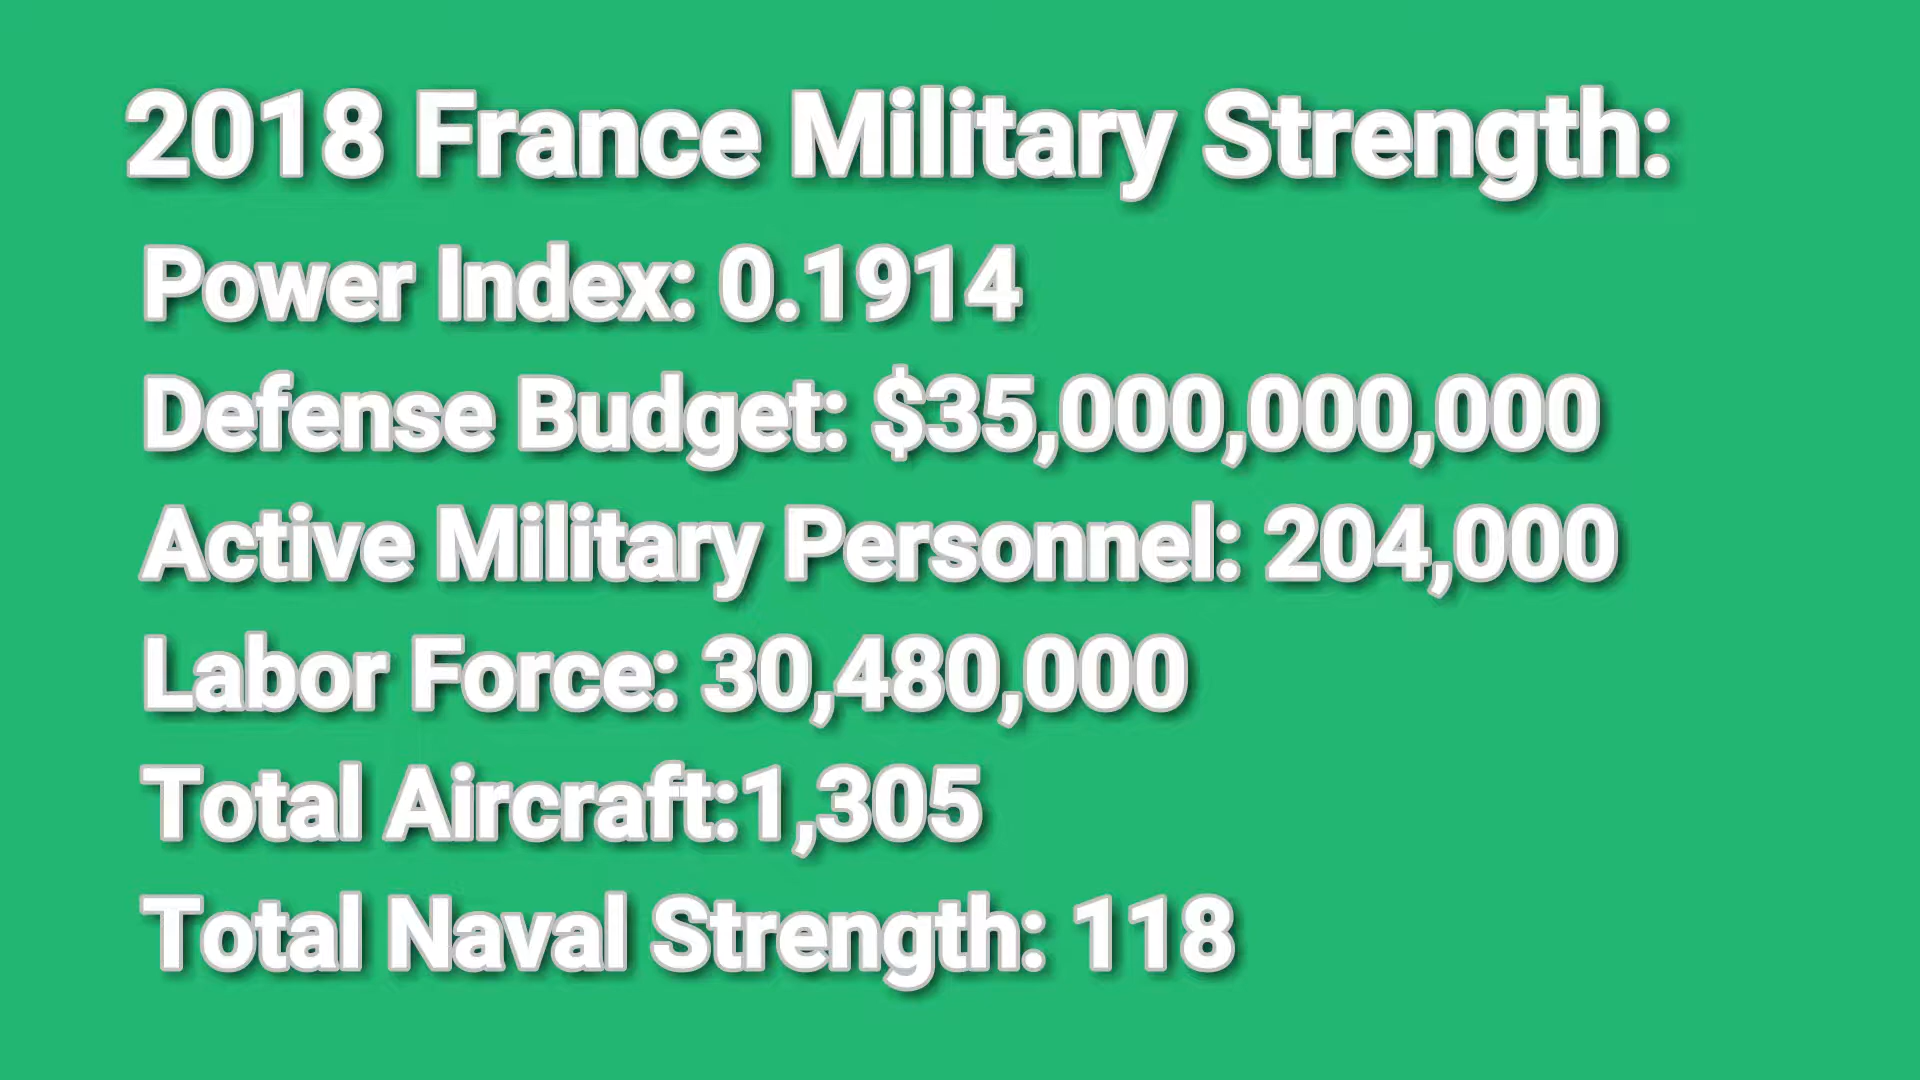 2018 France Military Strength:
Power Index: 0.1914
Defense Budget: $35,000,000,000
Active Military Personnel: 204,000
Labor Force: 30,480,000
Total Aircraft:1,305
Total Naval Strength: 118